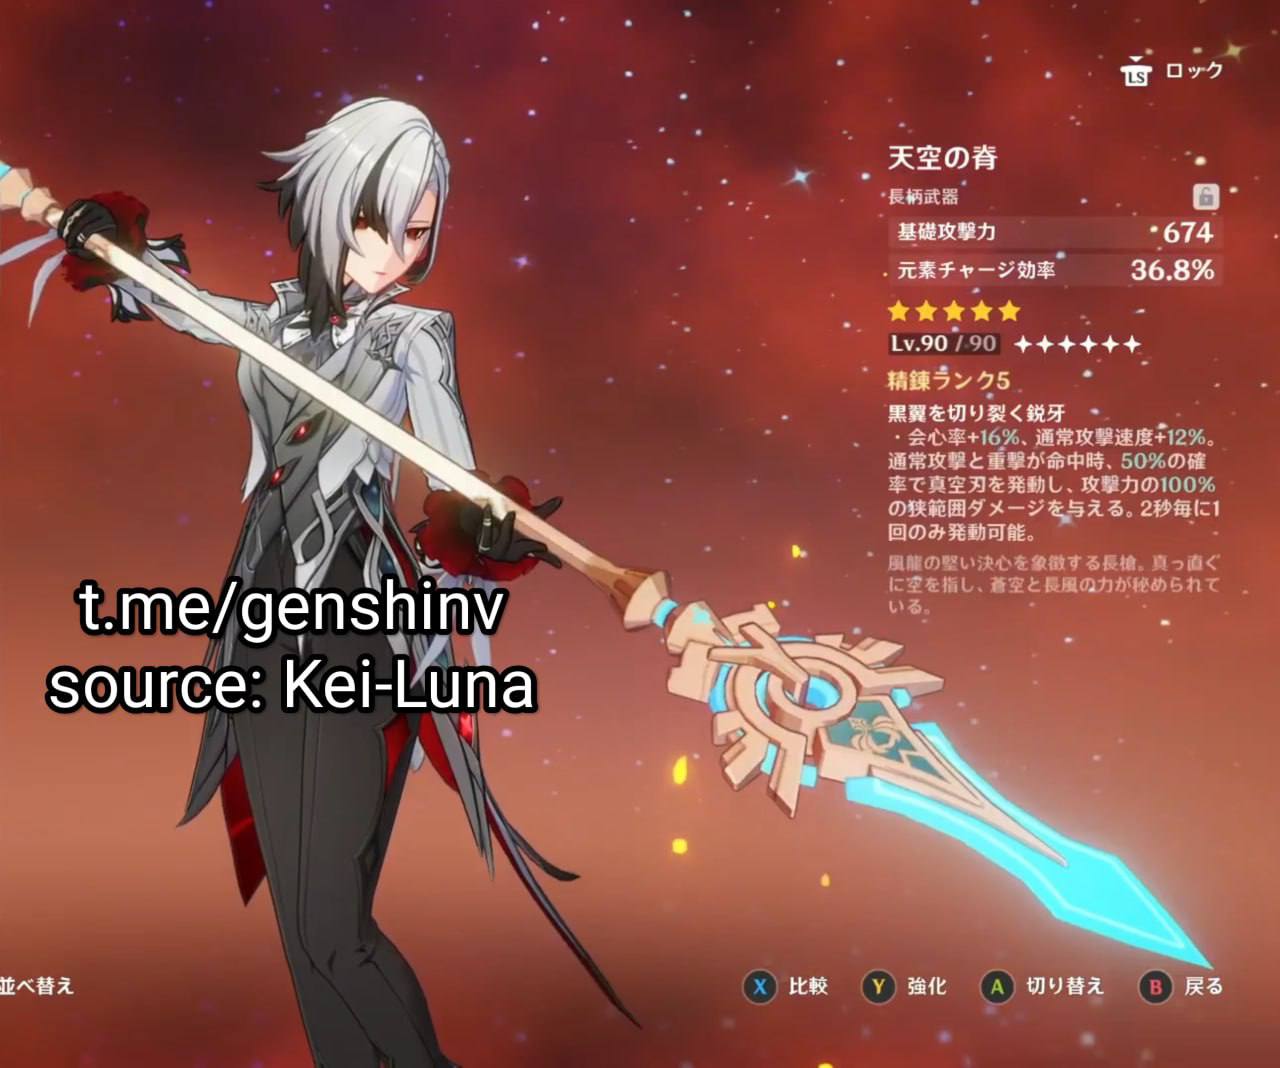 LS ロック
天空の脊
長柄武器
基礎攻撃力 674
元素チャージ効率 36.8%
Lv.90 / 90
精錬ランク5
黒翼を切り裂く鋭牙
・会心率+16%、通常攻撃速度+12%。
通常攻撃と重撃が命中時、50%の確
率で真空刃を発動し、攻撃力の100%
の狭範囲ダメージを与える。2秒毎に1
回のみ発動可能。
風龍の堅い決心を象徴する長槍。真っ直ぐ
に空を指し、蒼空と長風の力が秘められて
いる。
t.me/genshinv
source: Kei-Luna
並べ替え X 比較 Y 強化 A 切り替え B 戻る